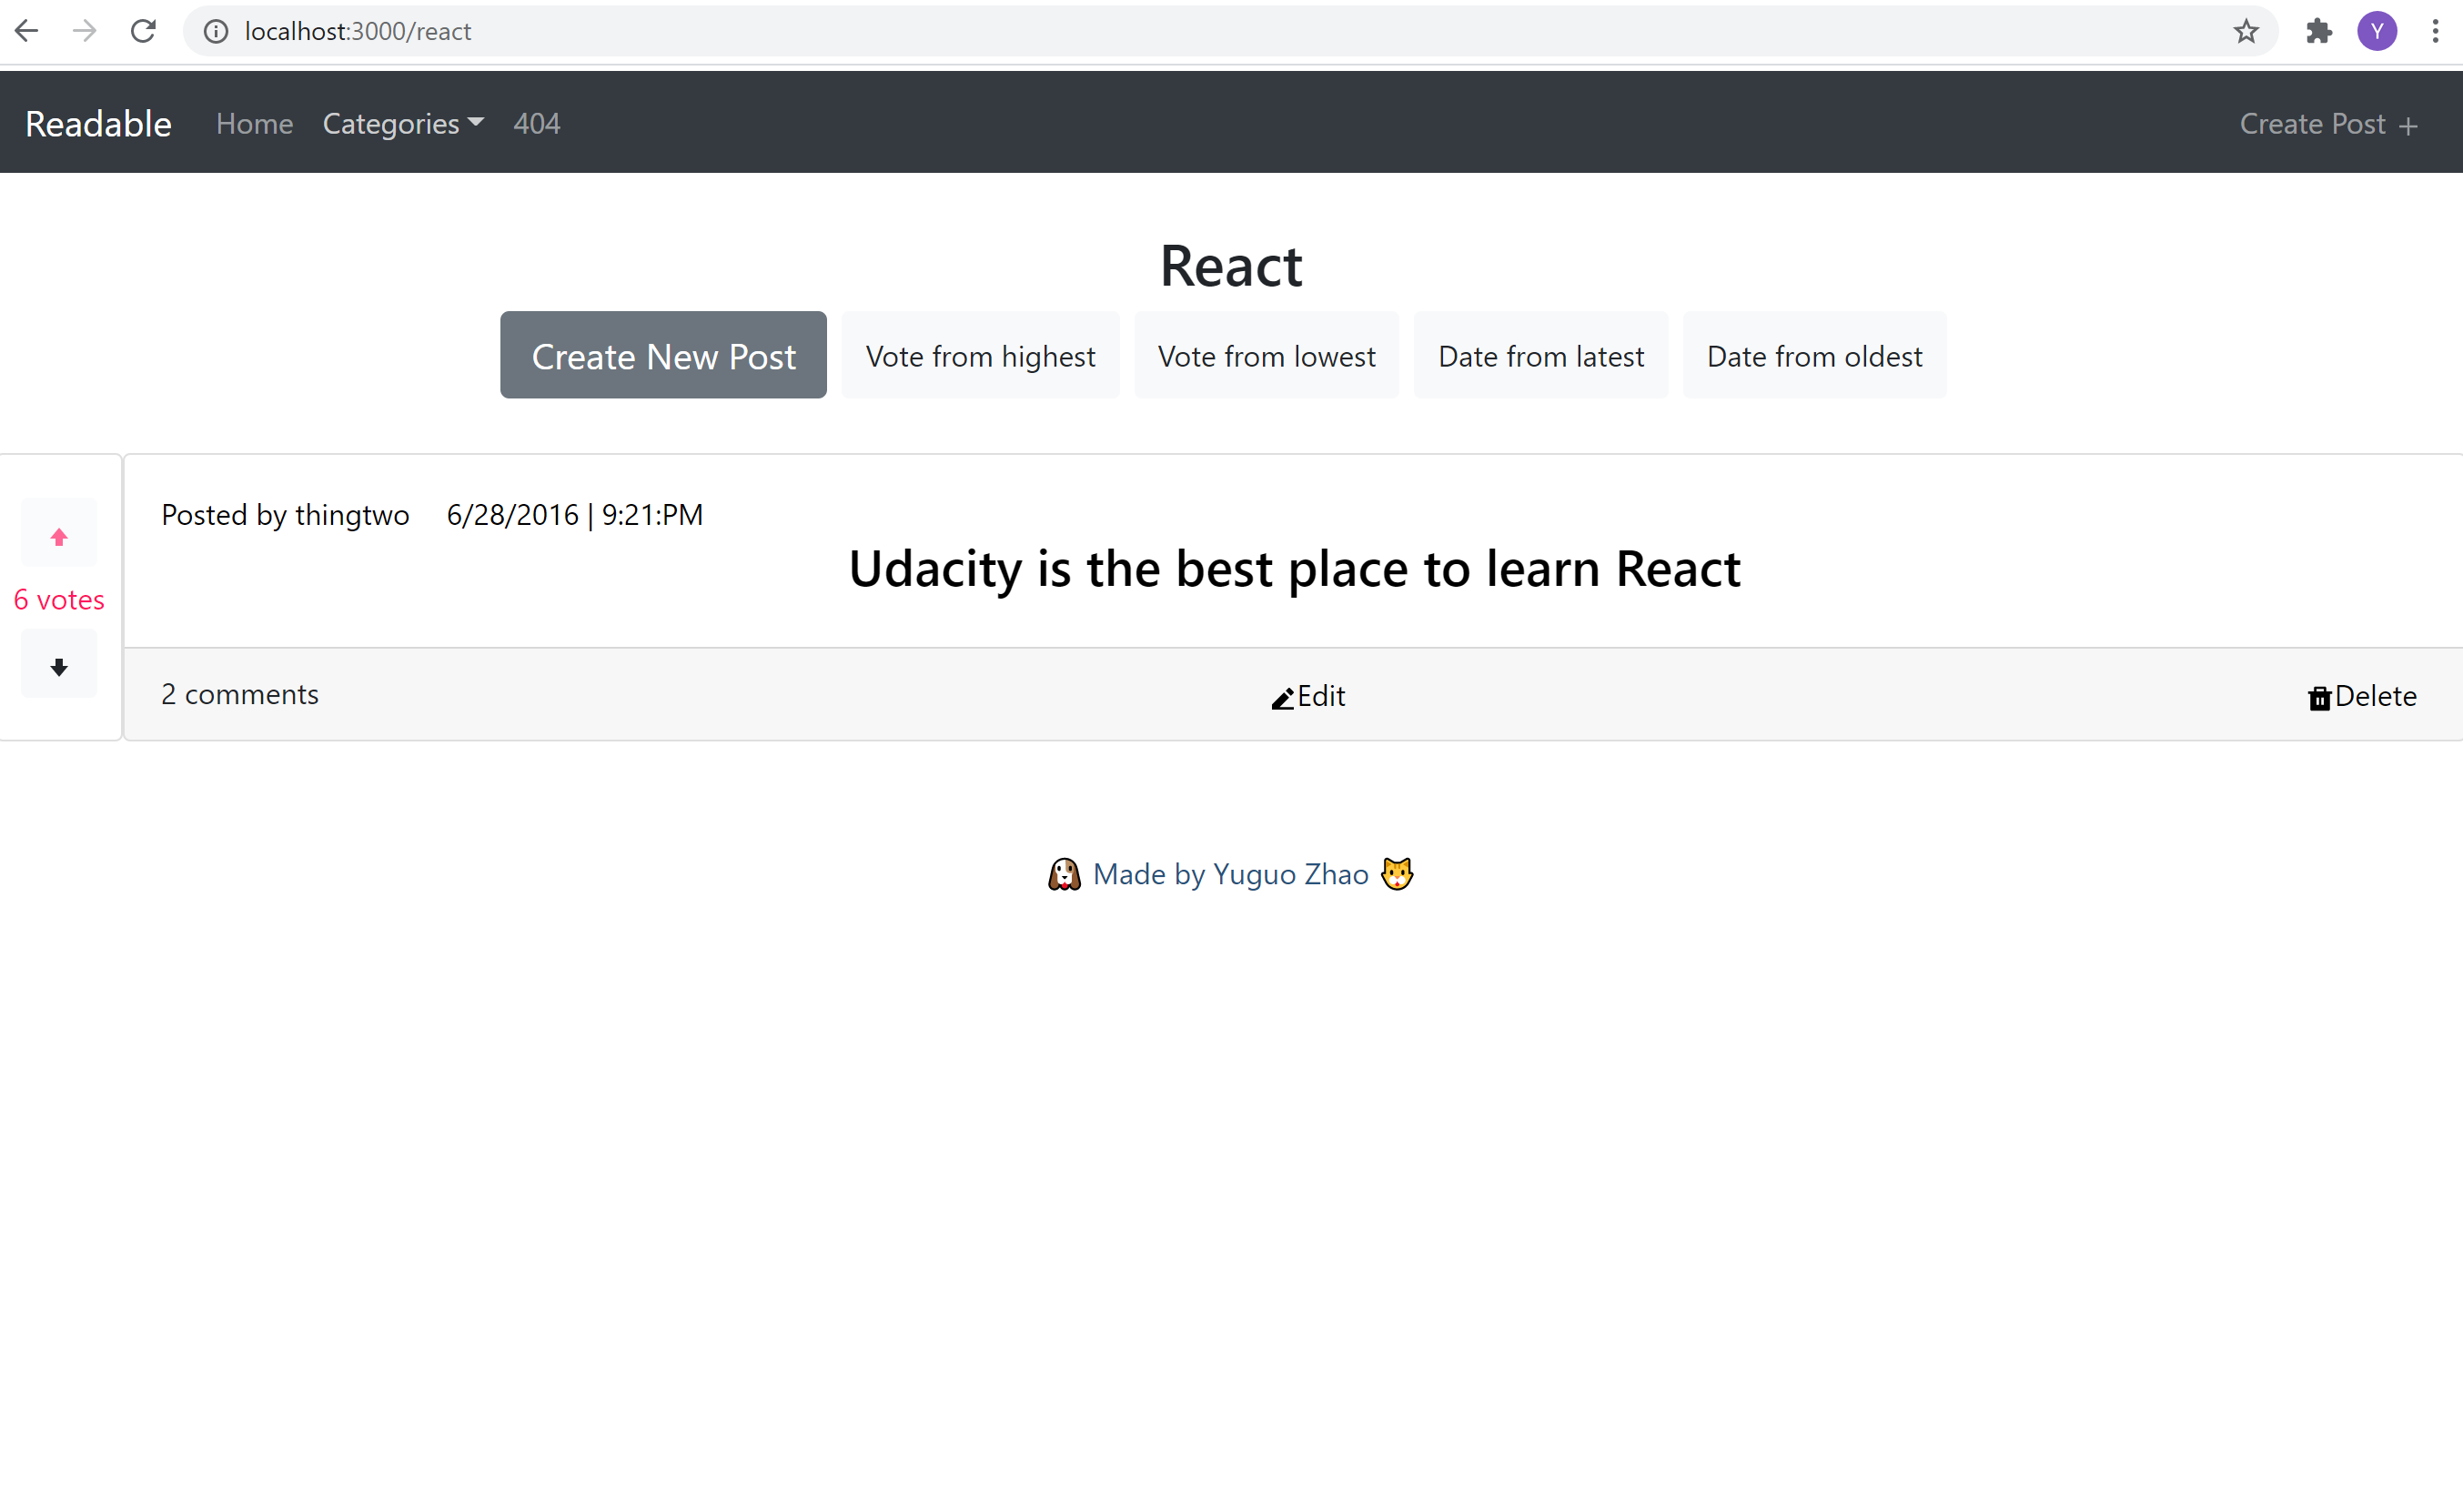 localhost:3000/react
Y
Readable Home Categories 404 Create Post +
React
Create New Post Vote from highest Vote from lowest Date from latest Date from oldest
Posted by thingtwo 6/28/2016 | 9:21:PM
Udacity is the best place to learn React
6 votes
2 comments Edit Delete
🐶 Made by Yuguo Zhao 🐱